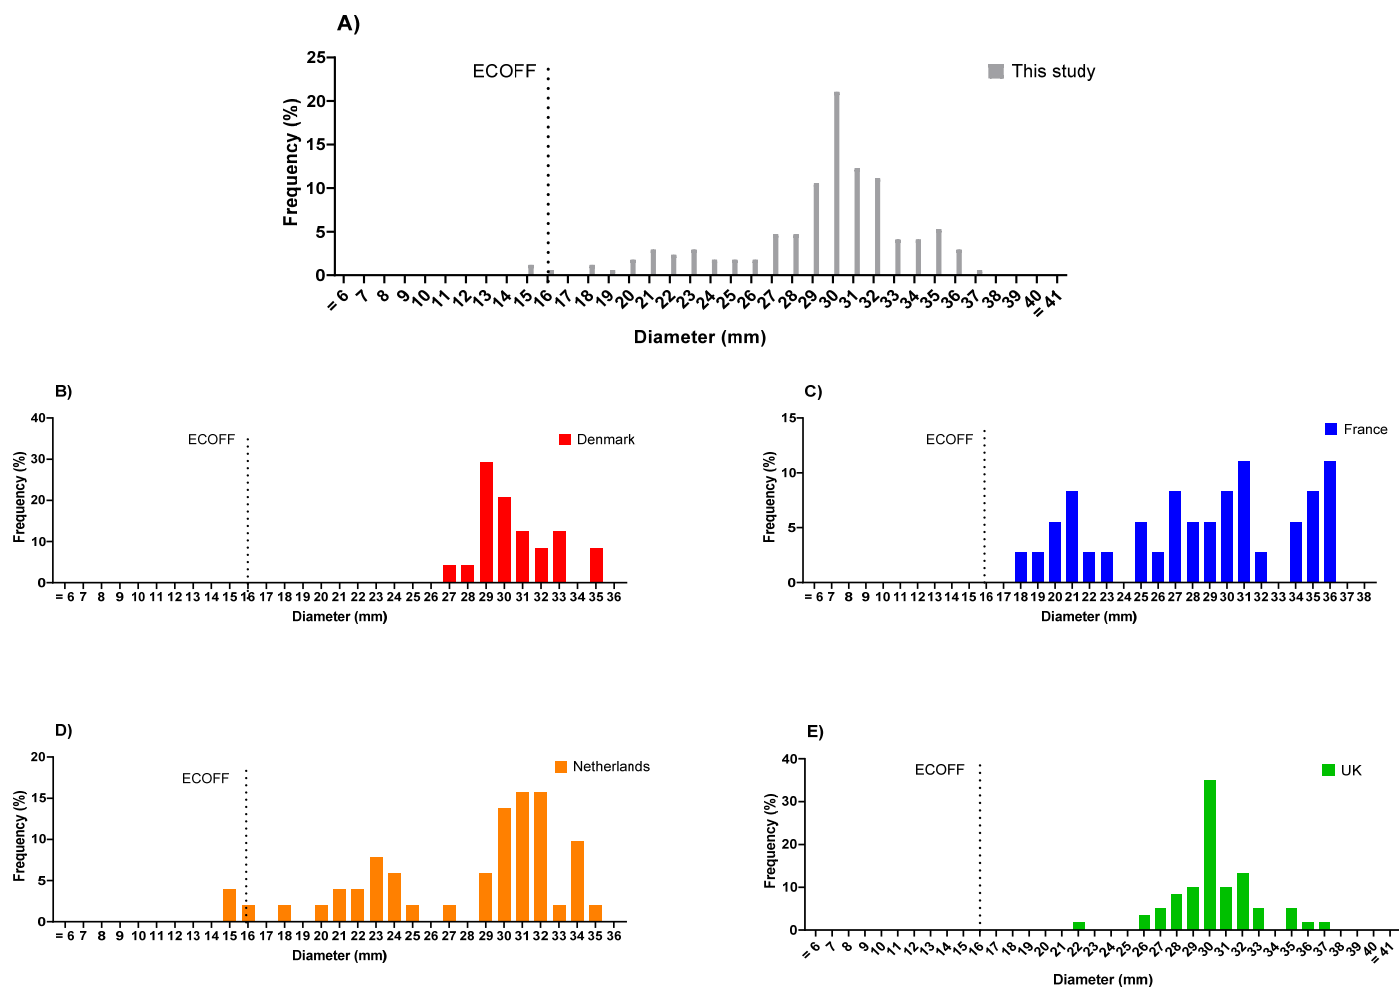 A)
ECOFF
This study
Frequency (%)
25
20
15
10
5
0
= 6 7 8 9 10 11 12 13 14 15 16 17 18 19 20 21 22 23 24 25 26 27 28 29 30 31 32 33 34 35 36 37 38 39 40 = 41
Diameter (mm)
B)
ECOFF
Denmark
Frequency (%)
40
30
20
10
0
= 6 7 8 9 10 11 12 13 14 15 16 17 18 19 20 21 22 23 24 25 26 27 28 29 30 31 32 33 34 35 36
Diameter (mm)
C)
ECOFF
France
Frequency (%)
15
10
5
0
= 6 7 8 9 10 11 12 13 14 15 16 17 18 19 20 21 22 23 24 25 26 27 28 29 30 31 32 33 34 35 36 37 38
Diameter (mm)
D)
ECOFF
Netherlands
Frequency (%)
20
15
10
5
0
= 6 7 8 9 10 11 12 13 14 15 16 17 18 19 20 21 22 23 24 25 26 27 28 29 30 31 32 33 34 35 36
Diameter (mm)
E)
ECOFF
UK
Frequency (%)
40
30
20
10
0
= 6 7 8 9 10 11 12 13 14 15 16 17 18 19 20 21 22 23 24 25 26 27 28 29 30 31 32 33 34 35 36 37 38 39 40 = 41
Diameter (mm)